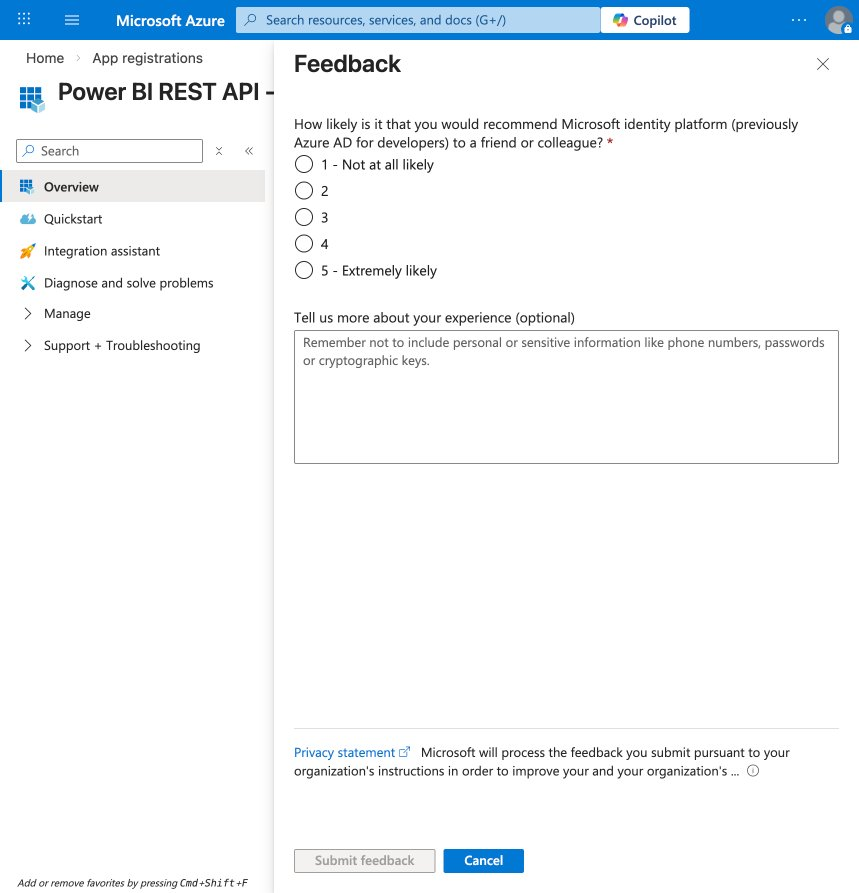 Microsoft Azure
Search resources, services, and docs (G+/)
Copilot
Home > App registrations
Power BI REST API –
Search
Overview
Quickstart
Integration assistant
Diagnose and solve problems
Manage
Support + Troubleshooting
Add or remove favorites by pressing Cmd+Shift+F
Feedback
How likely is it that you would recommend Microsoft identity platform (previously
Azure AD for developers) to a friend or colleague? *
1 - Not at all likely
2
3
4
5 - Extremely likely
Tell us more about your experience (optional)
Remember not to include personal or sensitive information like phone numbers, passwords
or cryptographic keys.
Privacy statement Microsoft will process the feedback you submit pursuant to your
organization's instructions in order to improve your and your organization's ...
Submit feedback
Cancel